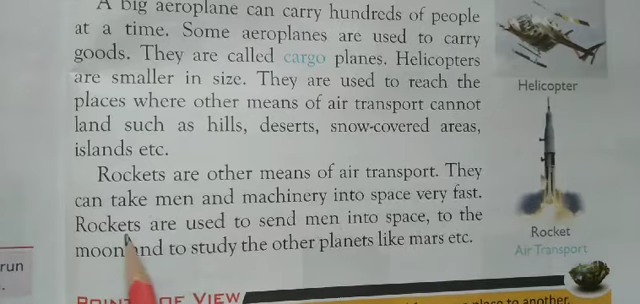 A big aeroplane can carry hundreds of people
at a time. Some aeroplanes are used to carry
goods. They are called cargo planes. Helicopters
are smaller in size. They are used to reach the
places where other means of air transport cannot
land such as hills, deserts, snow-covered areas,
islands etc.
Rockets are other means of air transport. They
can take men and machinery into space very fast.
Rockets are used to send men into space, to the
moon and to study the other planets like mars etc.
Helicopter
Rocket
Air Transport
run
OF VIEW
place to another.